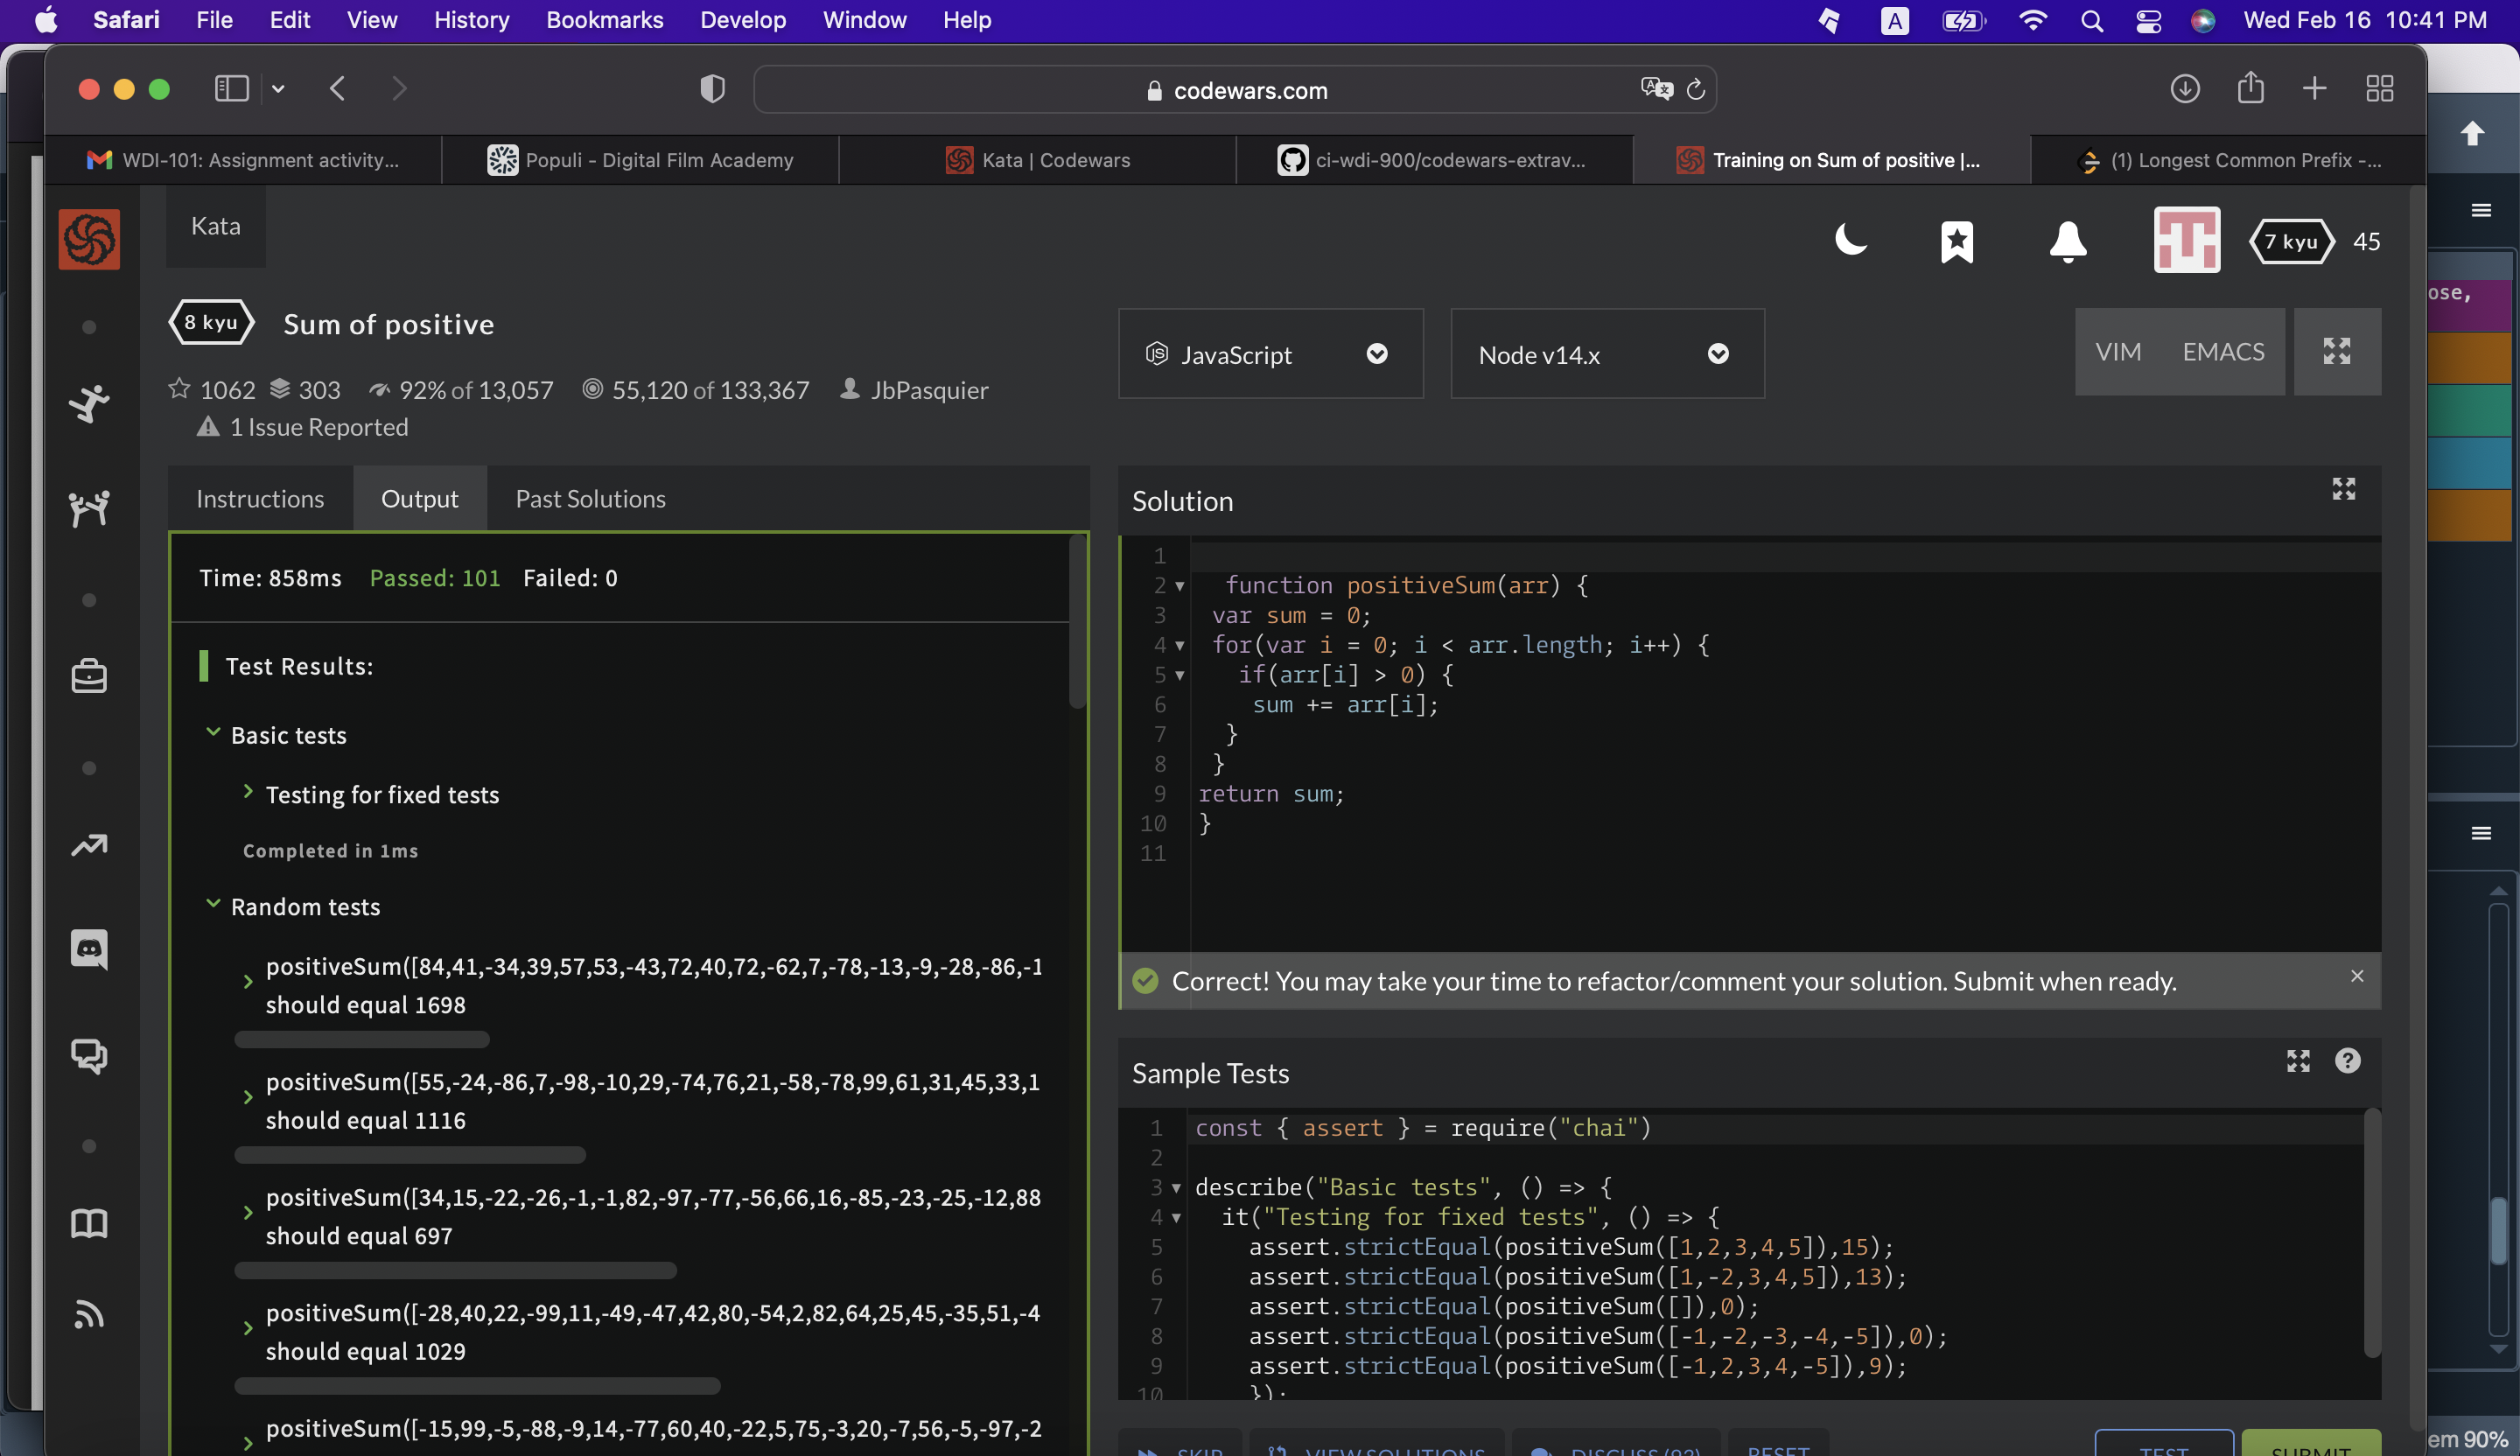 Safari File Edit View History Bookmarks Develop Window Help
A
Wed Feb 16 10:41 PM
codewars.com
WDI-101: Assignment activity...
Populi - Digital Film Academy
Kata | Codewars
ci-wdi-900/codewars-extrav...
Training on Sum of positive |...
(1) Longest Common Prefix -...
Kata
7 kyu 45
8 kyu Sum of positive
1062 303 92% of 13,057 55,120 of 133,367 JbPasquier
1 Issue Reported
JavaScript
Node v14.x
VIM EMACS
ose,
Instructions Output Past Solutions
Time: 858ms Passed: 101 Failed: 0
Test Results:
Basic tests
Testing for fixed tests
Completed in 1ms
Random tests
positiveSum([84,41,-34,39,57,53,-43,72,40,72,-62,7,-78,-13,-9,-28,-86,-1
should equal 1698
positiveSum([55,-24,-86,7,-98,-10,29,-74,76,21,-58,-78,99,61,31,45,33,1
should equal 1116
positiveSum([34,15,-22,-26,-1,-1,82,-97,-77,-56,66,16,-85,-23,-25,-12,88
should equal 697
positiveSum([-28,40,22,-99,11,-49,-47,42,80,-54,2,82,64,25,45,-35,51,-4
should equal 1029
positiveSum([-15,99,-5,-88,-9,14,-77,60,40,-22,5,75,-3,20,-7,56,-5,-97,-2
Solution
1
2 function positiveSum(arr) {
3 var sum = 0;
4 for(var i = 0; i < arr.length; i++) {
5 if(arr[i] > 0) {
6 sum += arr[i];
7 }
8 }
9 return sum;
10 }
11
Correct! You may take your time to refactor/comment your solution. Submit when ready.
Sample Tests
1 const { assert } = require("chai")
2
3 describe("Basic tests", () => {
4 it("Testing for fixed tests", () => {
5 assert.strictEqual(positiveSum([1,2,3,4,5]),15);
6 assert.strictEqual(positiveSum([1,-2,3,4,5]),13);
7 assert.strictEqual(positiveSum([]),0);
8 assert.strictEqual(positiveSum([-1,-2,-3,-4,-5]),0);
9 assert.strictEqual(positiveSum([-1,2,3,4,-5]),9);
10 });
SKIP VIEW SOLUTIONS DISCUSS (93) RESET TEST SUBMIT
em 90%